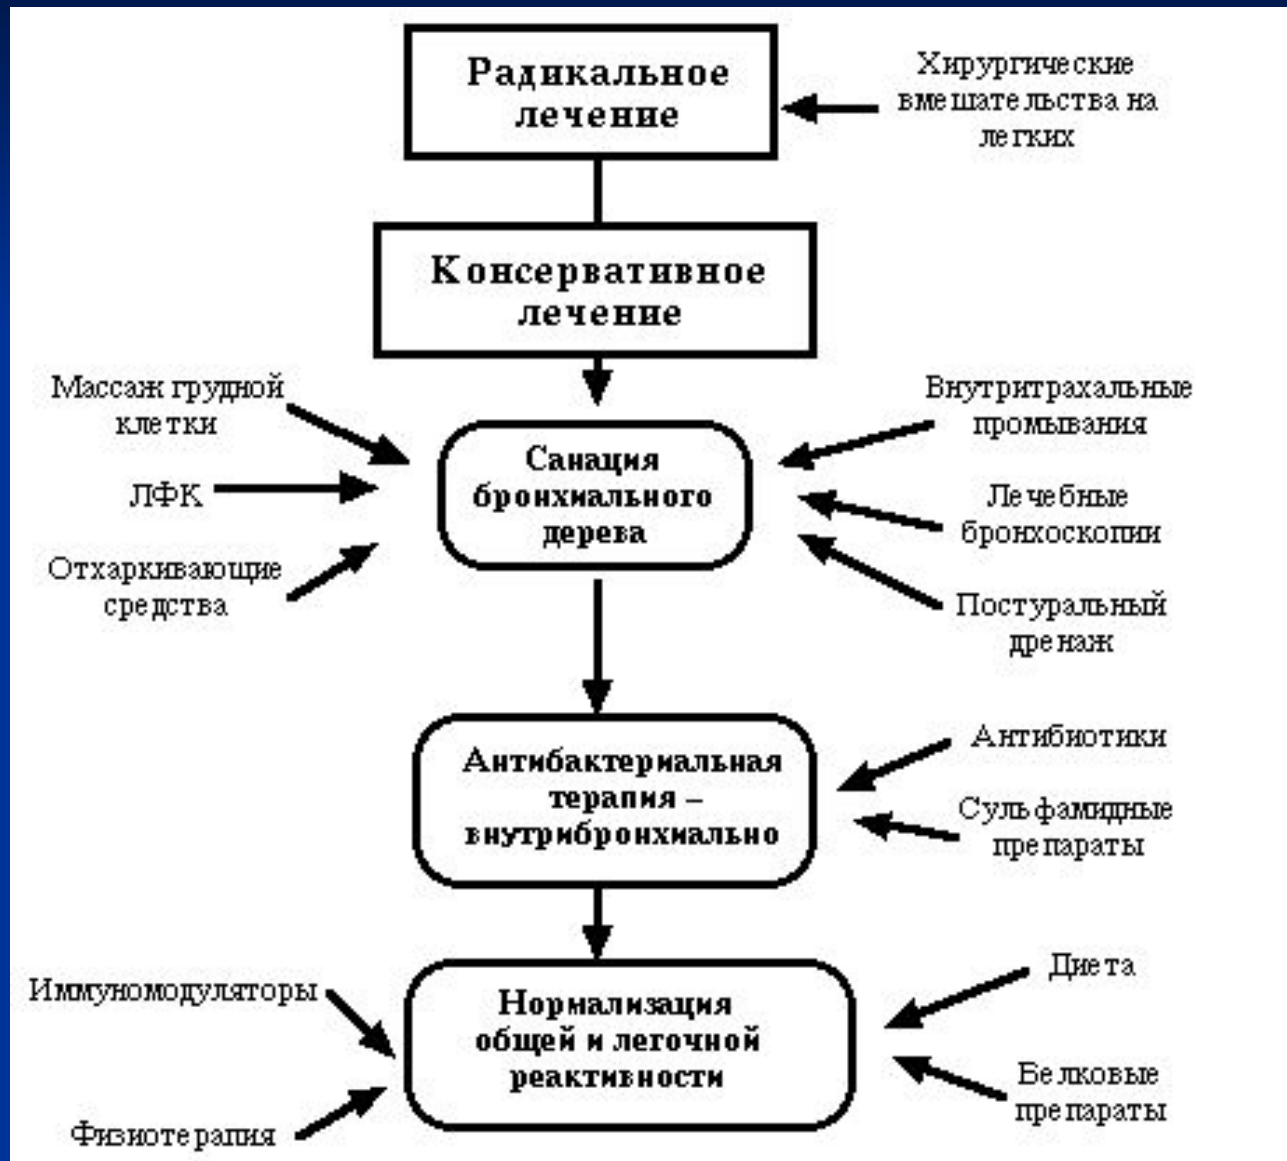 Радикальное
лечение
Хирургические
вмешательства на
легких
Консервативное
лечение
Массаж грудной
клетки
ЛФК
Отхаркивающие
средства
Санация
бронхиального
дерева
Внутритрахальные
промывания
Лечебные
бронхоскопии
Постуральный
дренаж
Антибактериальная
терапия –
внутрибронхиально
Антибиотики
Сульфамидные
препараты
Иммуномодуляторы
Физиотерапия
Нормализация
общей и легочной
реактивности
Диета
Белковые
препараты